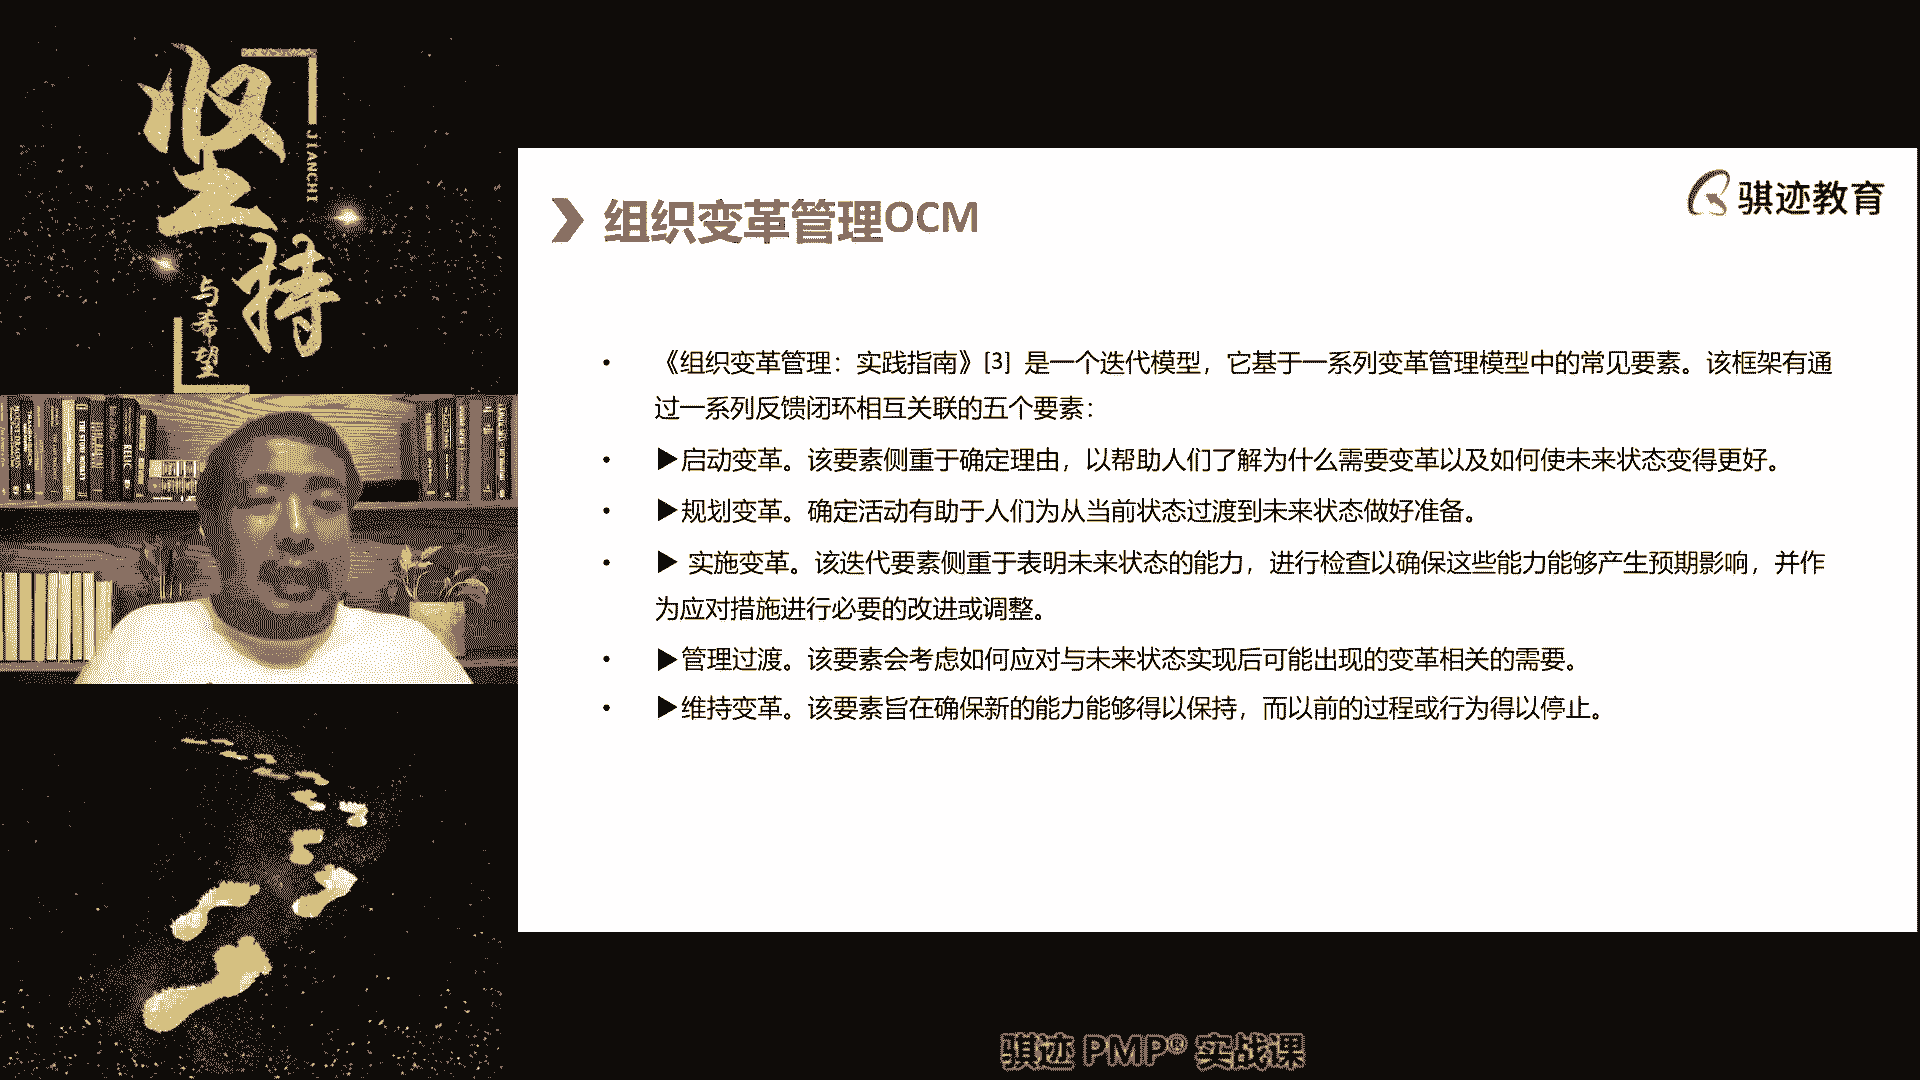 坚持
JIANCHI
与希望
骐迹教育
组织变革管理OCM
• 《组织变革管理：实践指南》[3] 是一个迭代模型，它基于一系列变革管理模型中的常见要素。该框架有通
过一系列反馈闭环相互关联的五个要素：
• ▶启动变革。该要素侧重于确定理由，以帮助人们了解为什么需要变革以及如何使未来状态变得更好。
• ▶规划变革。确定活动有助于人们为从当前状态过渡到未来状态做好准备。
• ▶ 实施变革。该迭代要素侧重于表明未来状态的能力，进行检查以确保这些能力能够产生预期影响，并作
为应对措施进行必要的改进或调整。
• ▶管理过渡。该要素会考虑如何应对与未来状态实现后可能出现的变革相关的需要。
• ▶维持变革。该要素旨在确保新的能力能够得以保持，而以前的过程或行为得以停止。
骐迹 PMP® 实战课